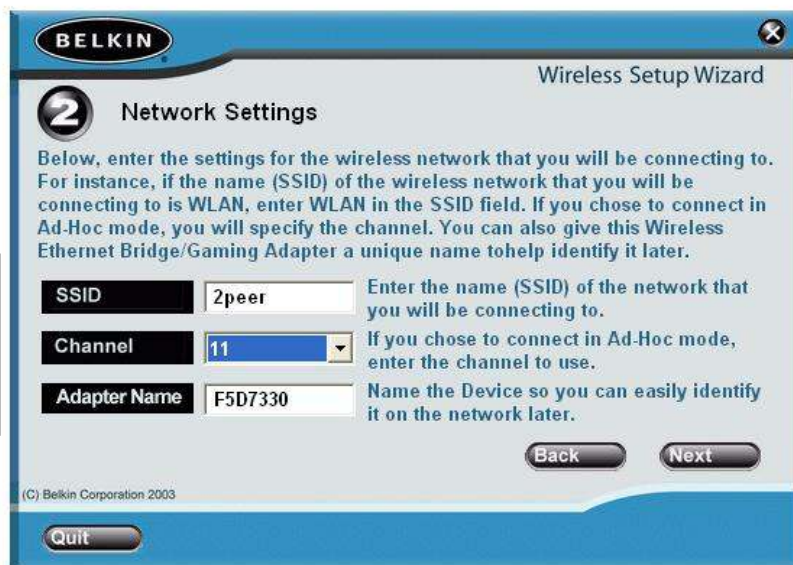 BELKIN
Wireless Setup Wizard
2 Network Settings
Below, enter the settings for the wireless network that you will be connecting to.
For instance, if the name (SSID) of the wireless network that you will be
connecting to is WLAN, enter WLAN in the SSID field. If you chose to connect in
Ad-Hoc mode, you will specify the channel. You can also give this Wireless
Ethernet Bridge/Gaming Adapter a unique name tohelp identify it later.
SSID 2peer Enter the name (SSID) of the network that
you will be connecting to.
Channel 11 If you chose to connect in Ad-Hoc mode,
enter the channel to use.
Adapter Name F5D7330 Name the Device so you can easily identify
it on the network later.
Back Next
(C) Belkin Corporation 2003
Quit